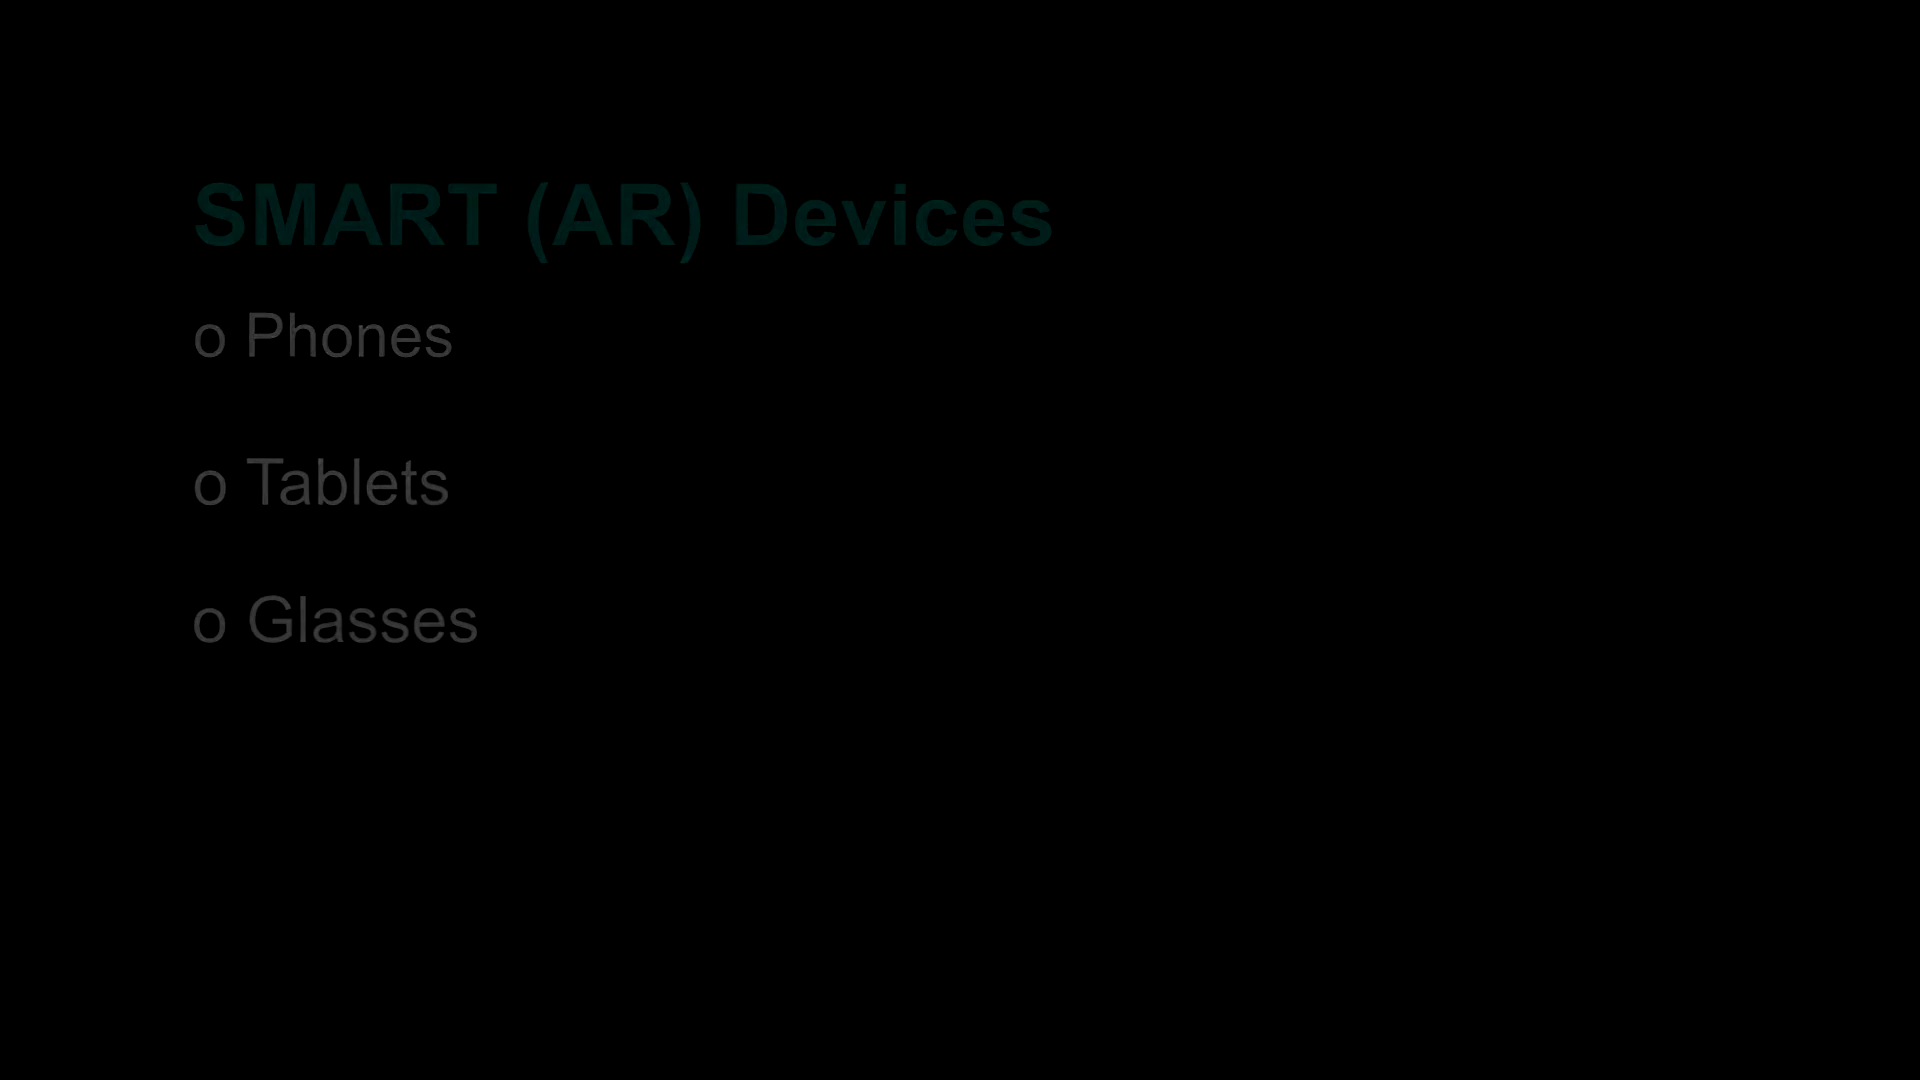 SMART (AR) Devices
o Phones
o Tablets
o Glasses